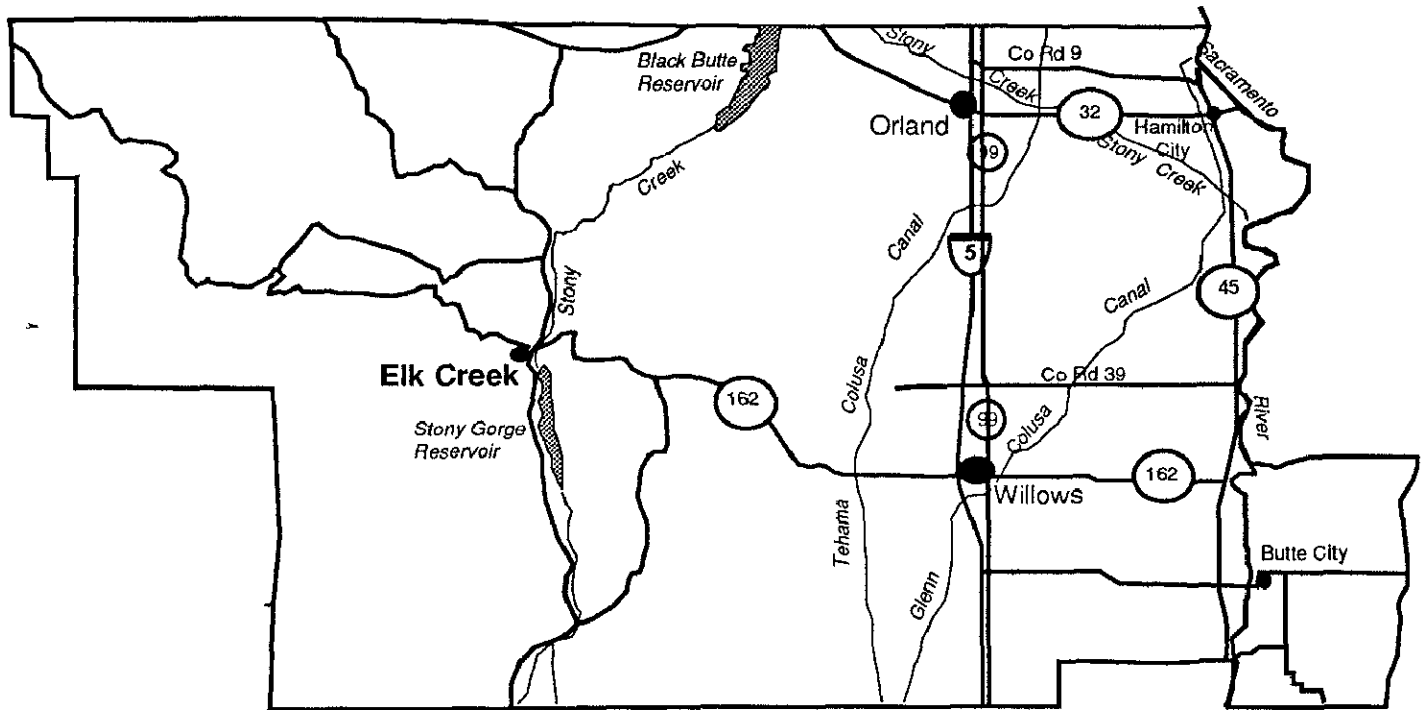 Black Butte
Reservoir
Stony
Creek
Co Rd 9
Sacramento
Orland
32
Hamilton
City
99
Stony
Creek
Creek
Canal
5
Stony
Canal
45
Elk Creek
Co Rd 39
162
Colusa
99
Colusa
River
Stony Gorge
Reservoir
162
Willows
Tehama
Butte City
Glenn